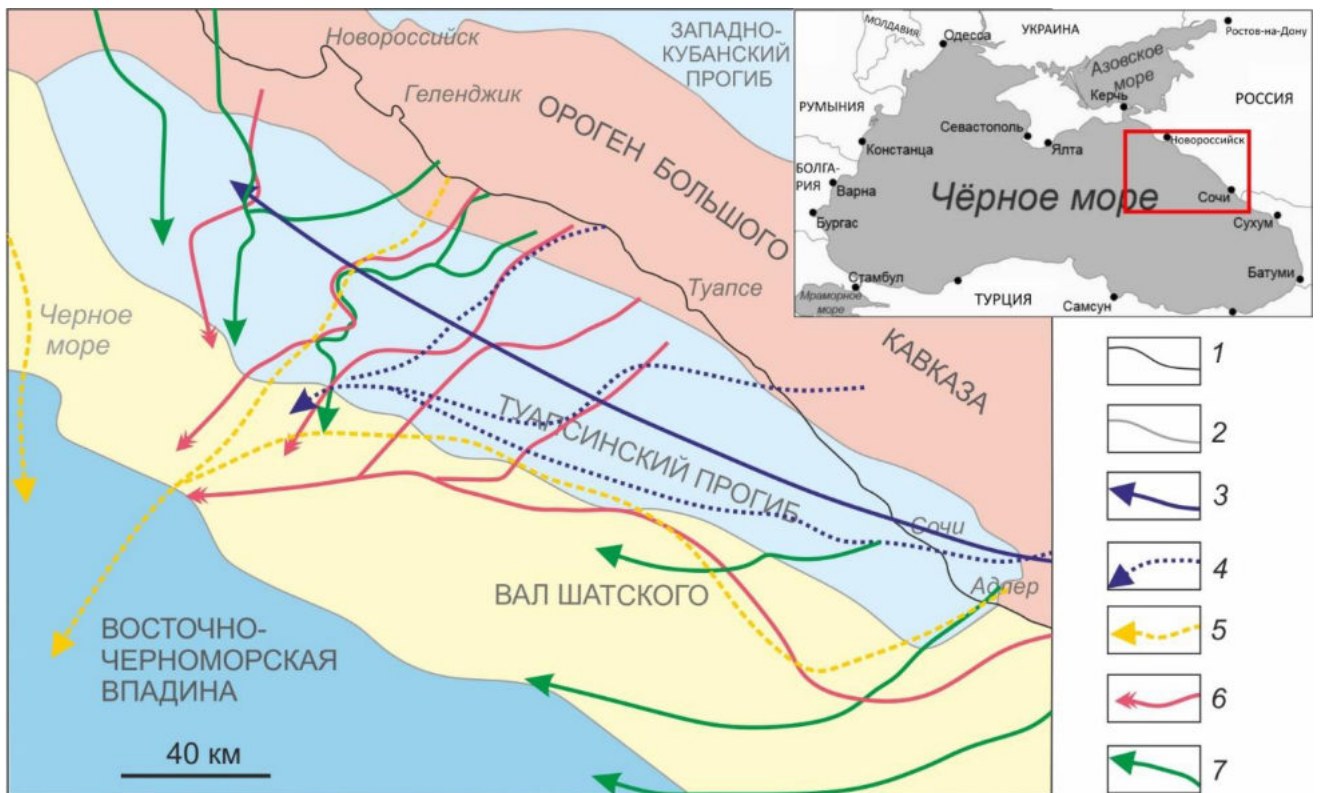 Новороссийск
Геленджик
ЗАПАДНО-
КУБАНСКИЙ
ПРОГИБ
ОРОГЕН БОЛЬШОГО
КАВКАЗА
Туапсе
Черное
море
ТУАПСИНСКИЙ ПРОГИБ
Сочи
Адлер
ВАЛ ШАТСКОГО
ВОСТОЧНО-
ЧЕРНОМОРСКАЯ
ВПАДИНА
40 км
МОЛДАВИЯ
Одесса
УКРАИНА
Ростов-на-Дону
Азовское
море
РУМЫНИЯ
Керчь
РОССИЯ
Севастополь
Ялта
Новороссийск
Констанца
БОЛГА-
РИЯ
Варна
Чёрное море
Сочи
Бургас
Сухум
Стамбул
Батуми
Мраморное
море
ТУРЦИЯ
Самсун
1
2
3
4
5
6
7